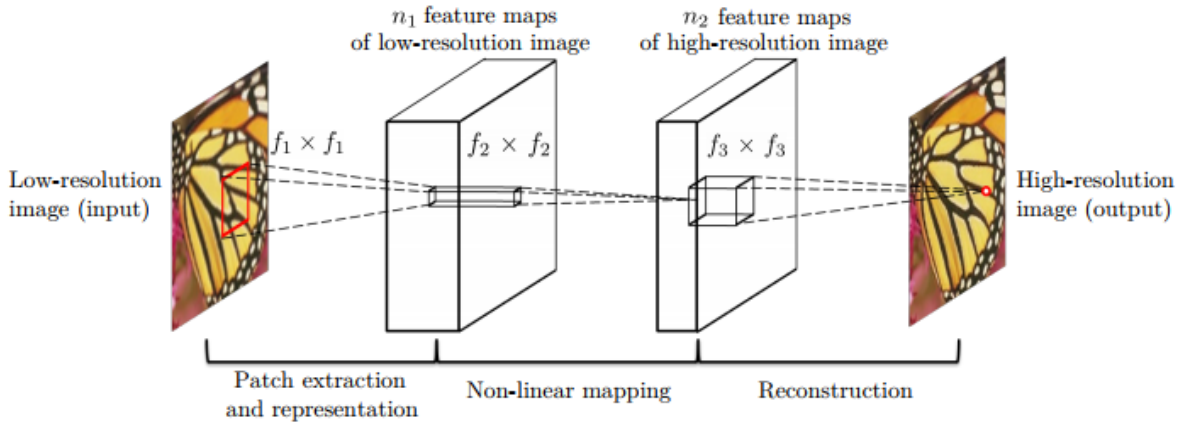 n₁ feature maps
of low-resolution image
n₂ feature maps
of high-resolution image
f₁ × f₁
f₂ × f₂
f₃ × f₃
Low-resolution
image (input)
High-resolution
image (output)
Patch extraction
and representation
Non-linear mapping
Reconstruction